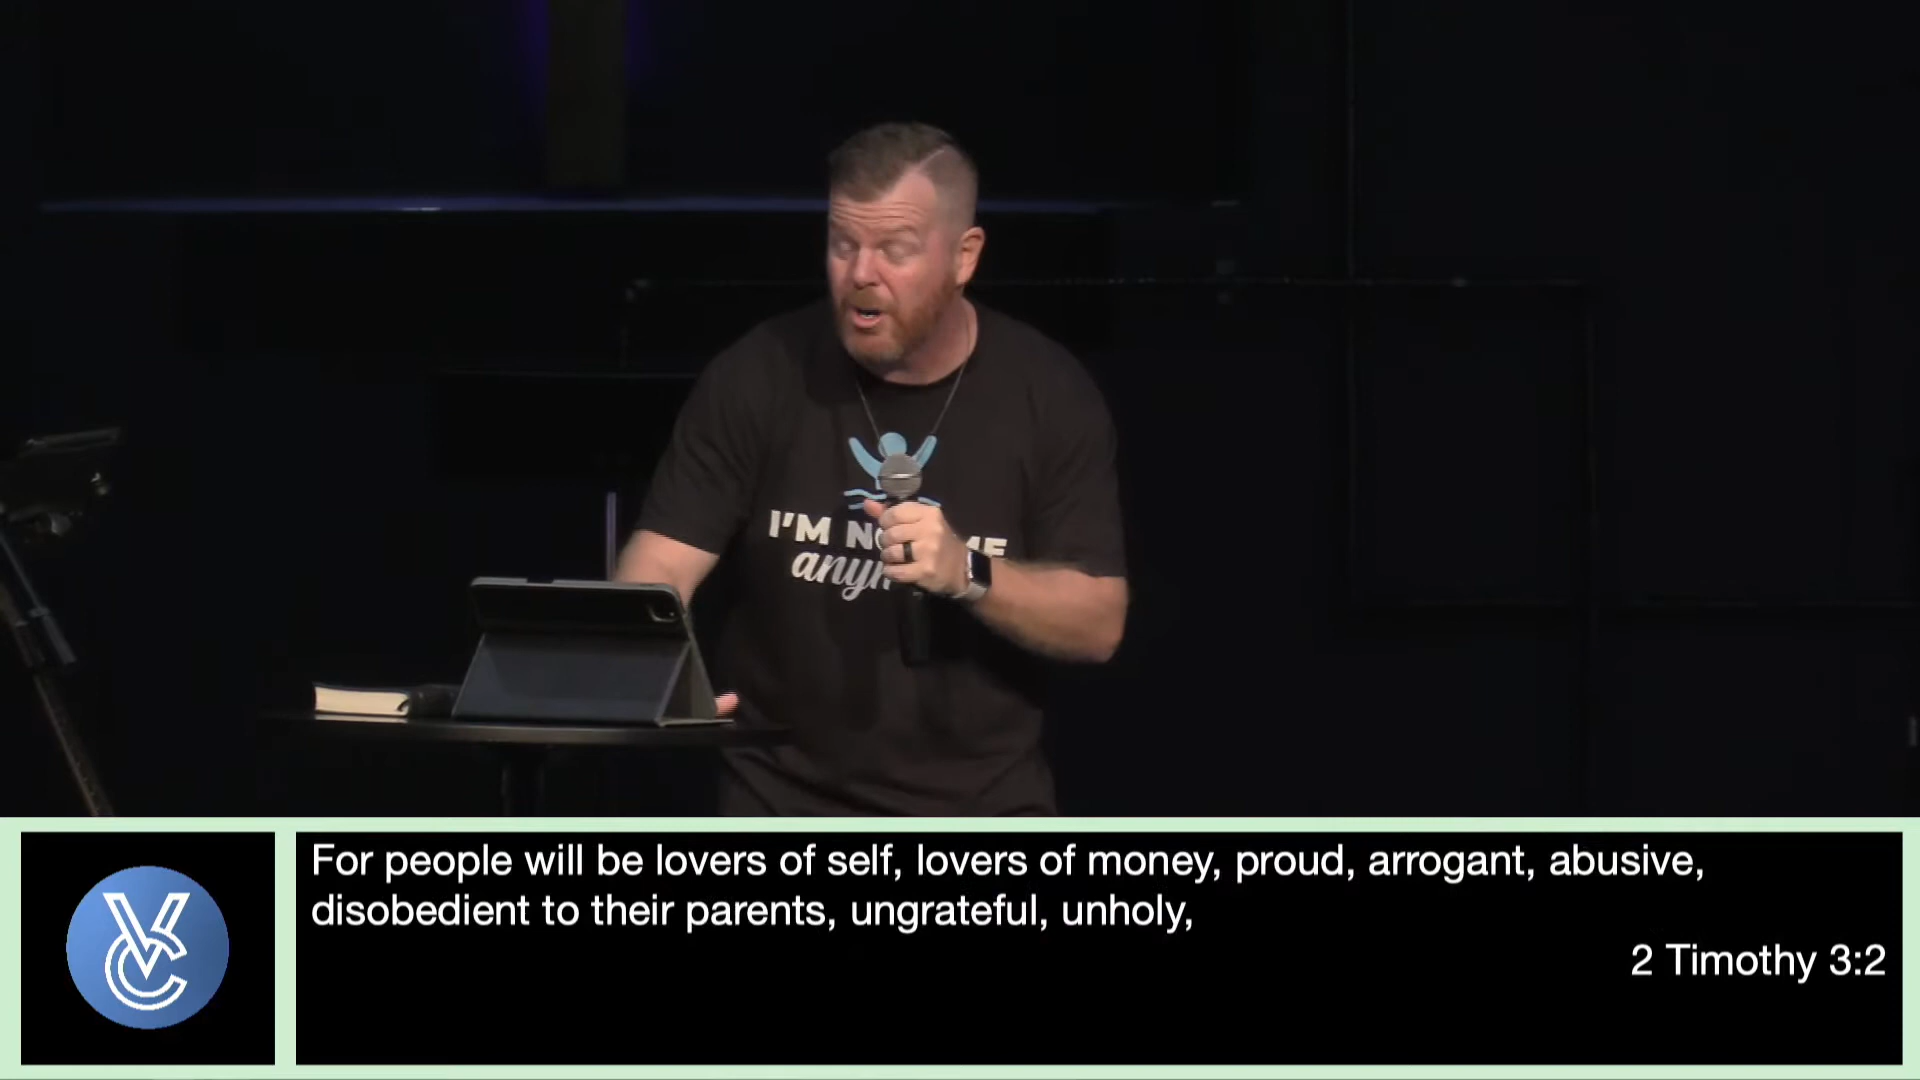 I'M
For people will be lovers of self, lovers of money, proud, arrogant, abusive,
disobedient to their parents, ungrateful, unholy,
2 Timothy 3:2
VC